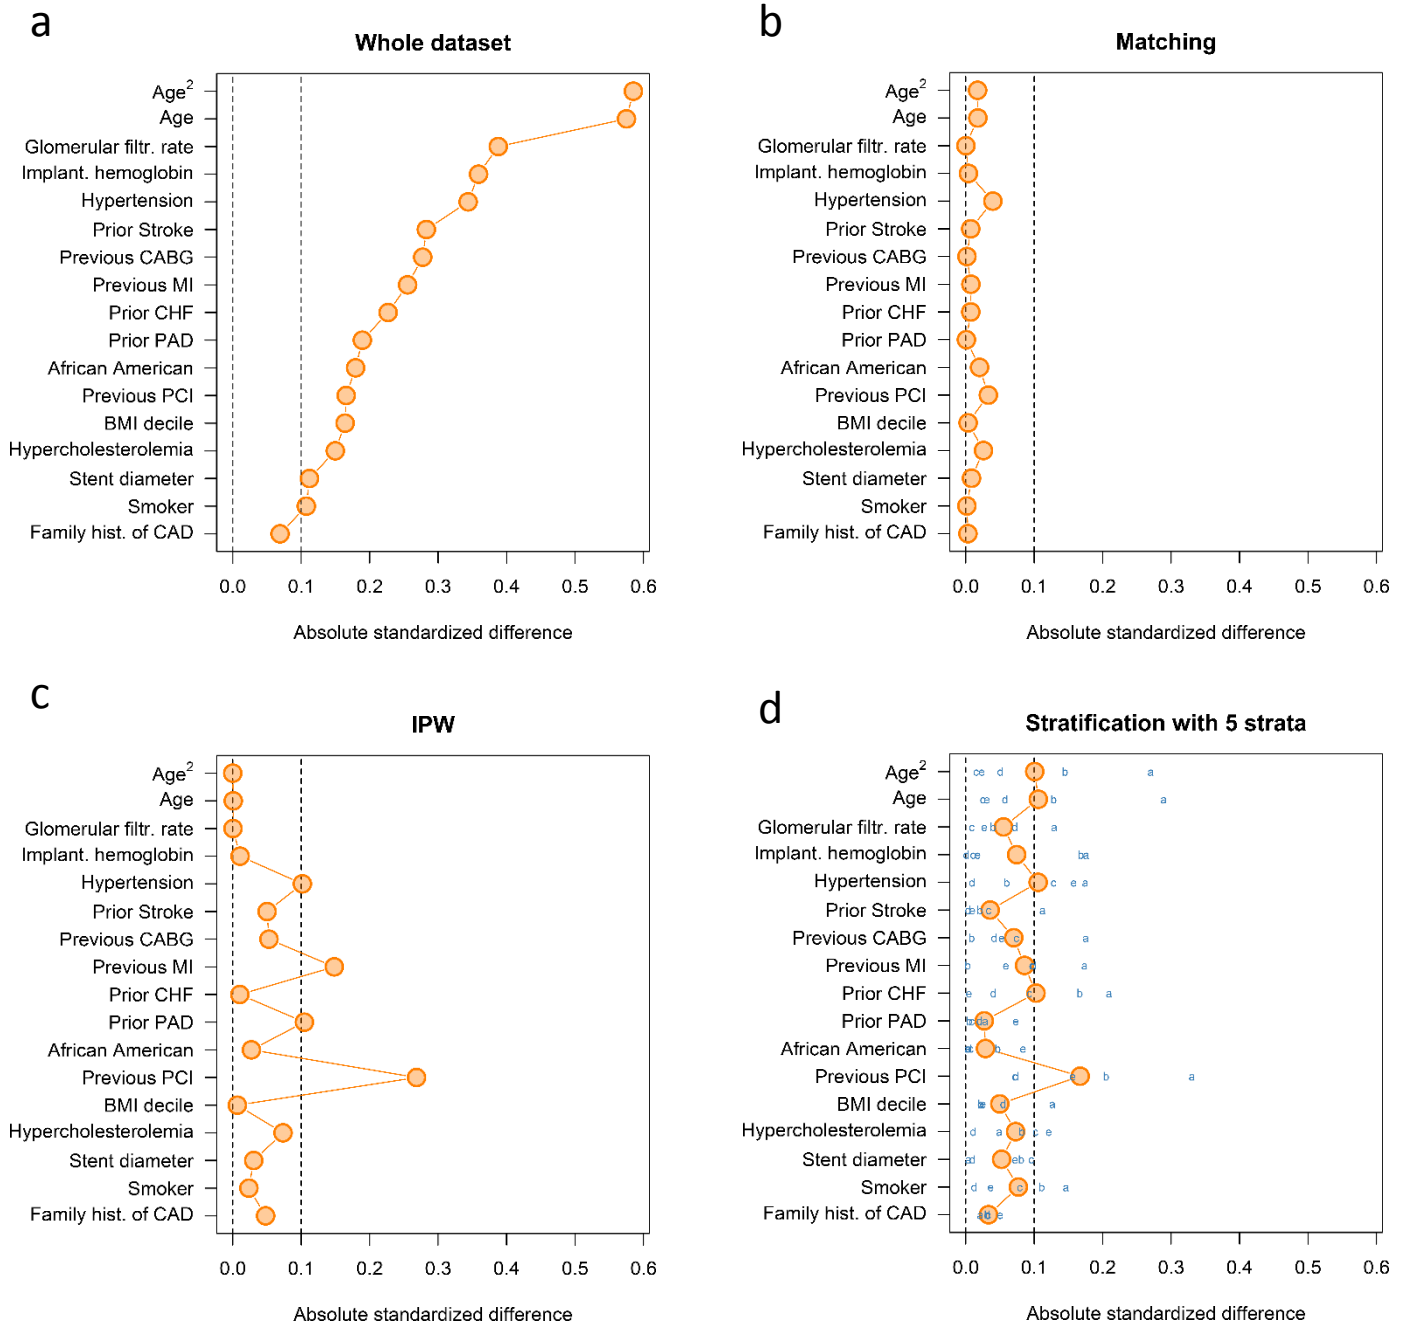 a
Whole dataset
Age2
Age
Glomerular filtr. rate
Implant. hemoglobin
Hypertension
Prior Stroke
Previous CABG
Previous MI
Prior CHF
Prior PAD
African American
Previous PCI
BMI decile
Hypercholesterolemia
Stent diameter
Smoker
Family hist. of CAD
0.0 0.1 0.2 0.3 0.4 0.5 0.6
Absolute standardized difference
b
Matching
Age2
Age
Glomerular filtr. rate
Implant. hemoglobin
Hypertension
Prior Stroke
Previous CABG
Previous MI
Prior CHF
Prior PAD
African American
Previous PCI
BMI decile
Hypercholesterolemia
Stent diameter
Smoker
Family hist. of CAD
0.0 0.1 0.2 0.3 0.4 0.5 0.6
Absolute standardized difference
c
IPW
Age2
Age
Glomerular filtr. rate
Implant. hemoglobin
Hypertension
Prior Stroke
Previous CABG
Previous MI
Prior CHF
Prior PAD
African American
Previous PCI
BMI decile
Hypercholesterolemia
Stent diameter
Smoker
Family hist. of CAD
0.0 0.1 0.2 0.3 0.4 0.5 0.6
Absolute standardized difference
d
Stratification with 5 strata
Age2 c e d b a
Age c e d b a
Glomerular filtr. rate c e b d a
Implant. hemoglobin c e b a
Hypertension d b c e a
Prior Stroke e b c a
Previous CABG b d e c a
Previous MI b e a
Prior CHF e d c b a
Prior PAD b c d a e
African American c b e
Previous PCI d e b a
BMI decile e d a
Hypercholesterolemia d a b c e
Stent diameter a d e b c
Smoker d e c b a
Family hist. of CAD a e
0.0 0.1 0.2 0.3 0.4 0.5 0.6
Absolute standardized difference